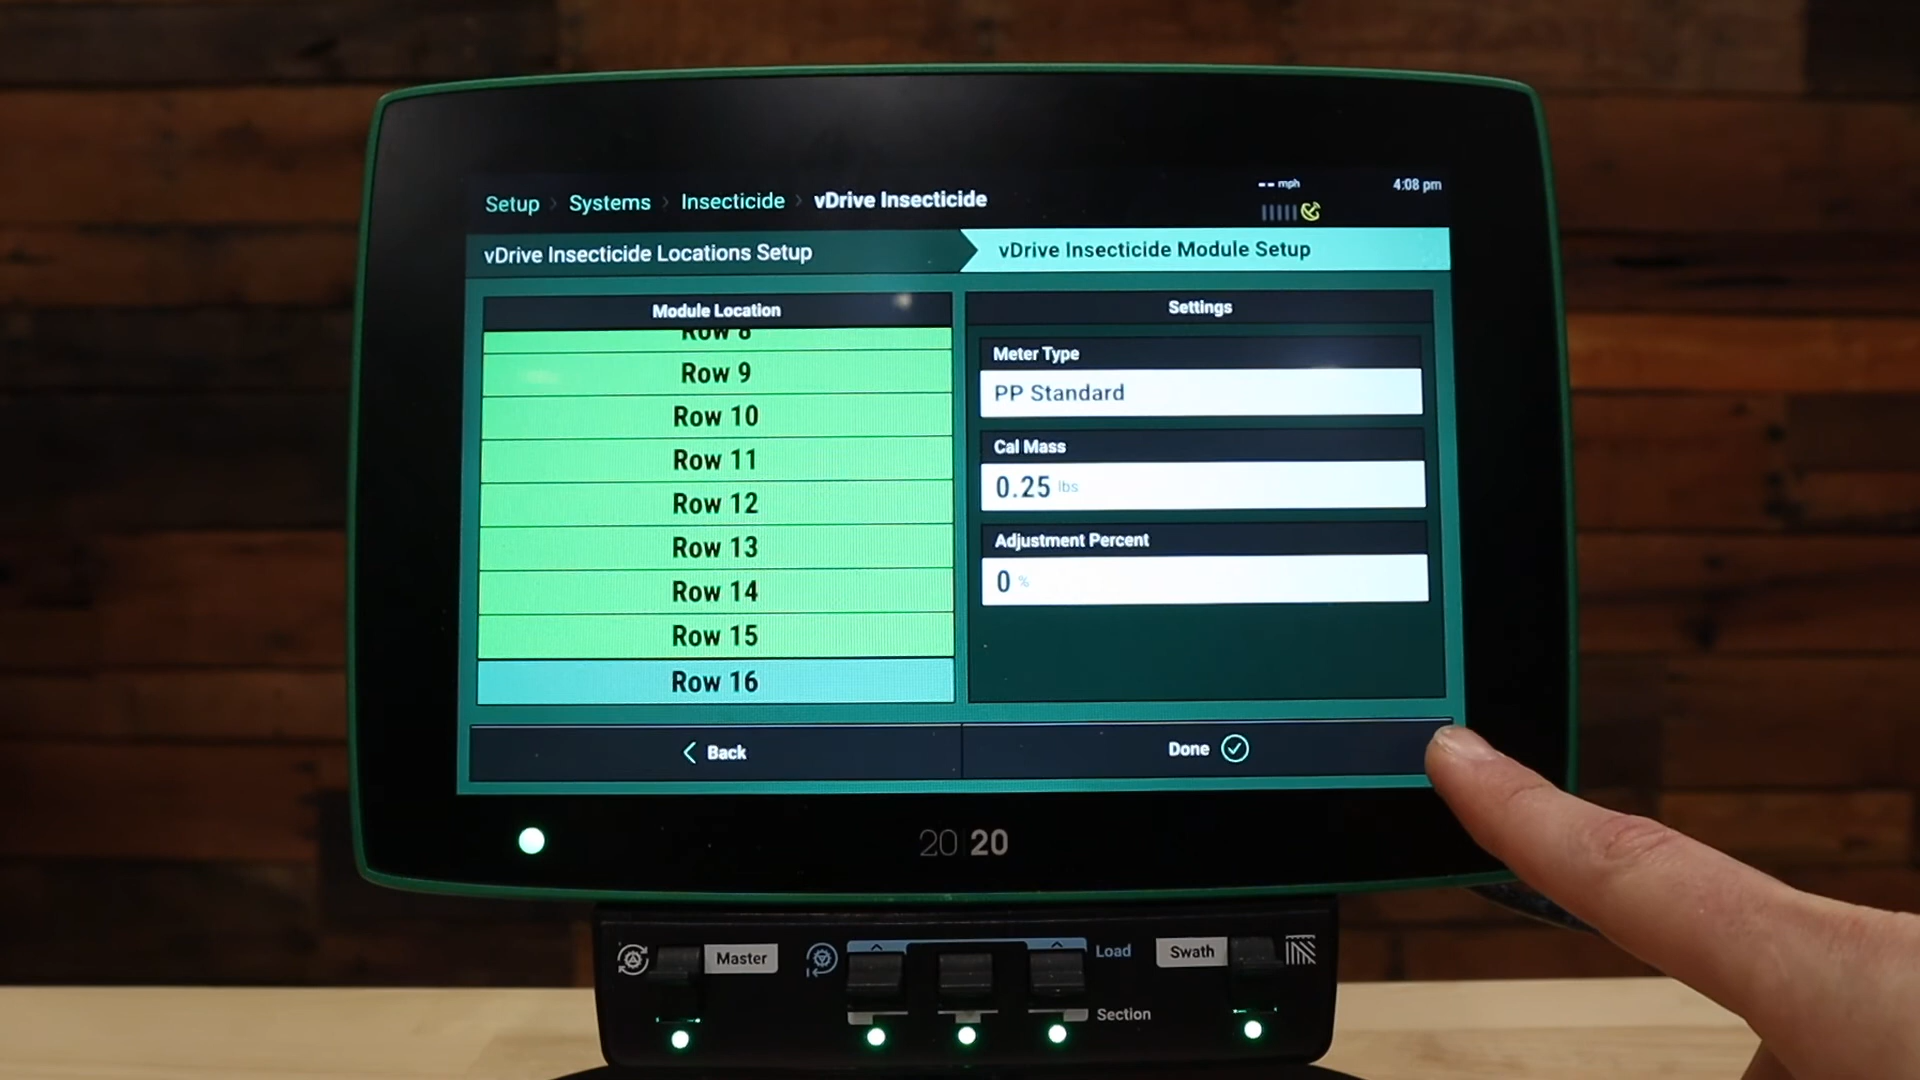 Setup > Systems > Insecticide > vDrive Insecticide
-- mph
4:08 pm
vDrive Insecticide Locations Setup
vDrive Insecticide Module Setup
Module Location
Row 8
Row 9
Row 10
Row 11
Row 12
Row 13
Row 14
Row 15
Row 16
Settings
Meter Type
PP Standard
Cal Mass
0.25 lbs
Adjustment Percent
0 %
< Back
Done
20|20
Master
Load
Section
Swath